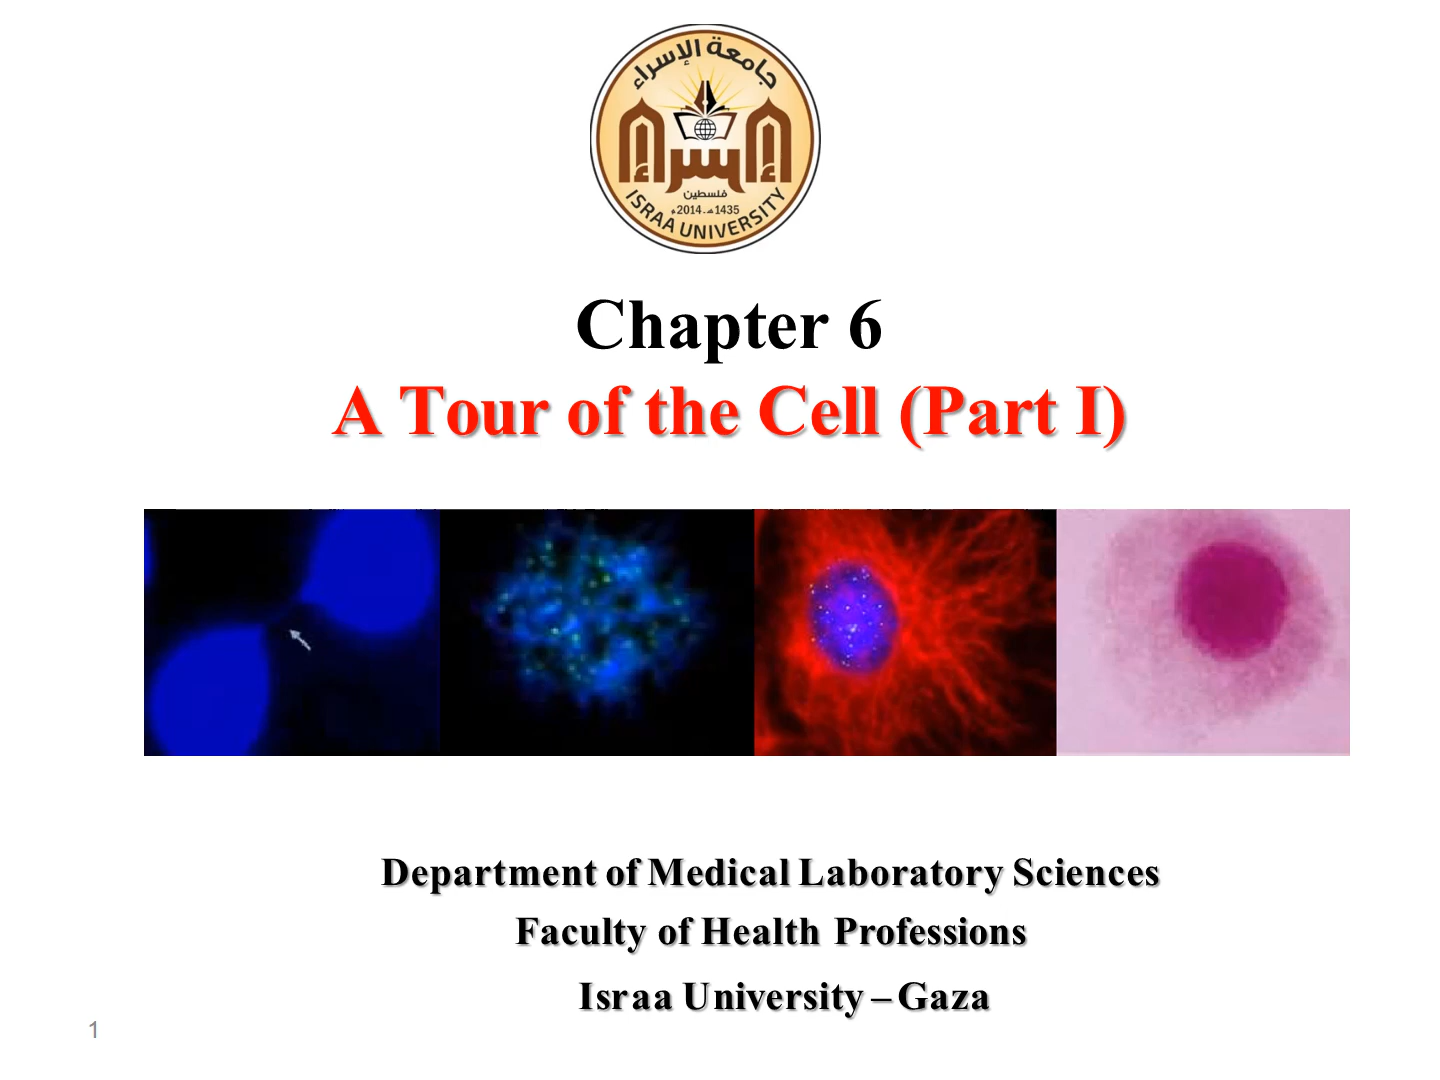 جامعة الإسراء
إسراء
فلسطين
1435هـ - 2014م
ISRAA UNIVERSITY
Chapter 6
A Tour of the Cell (Part I)
Department of Medical Laboratory Sciences
Faculty of Health Professions
Israa University – Gaza
1